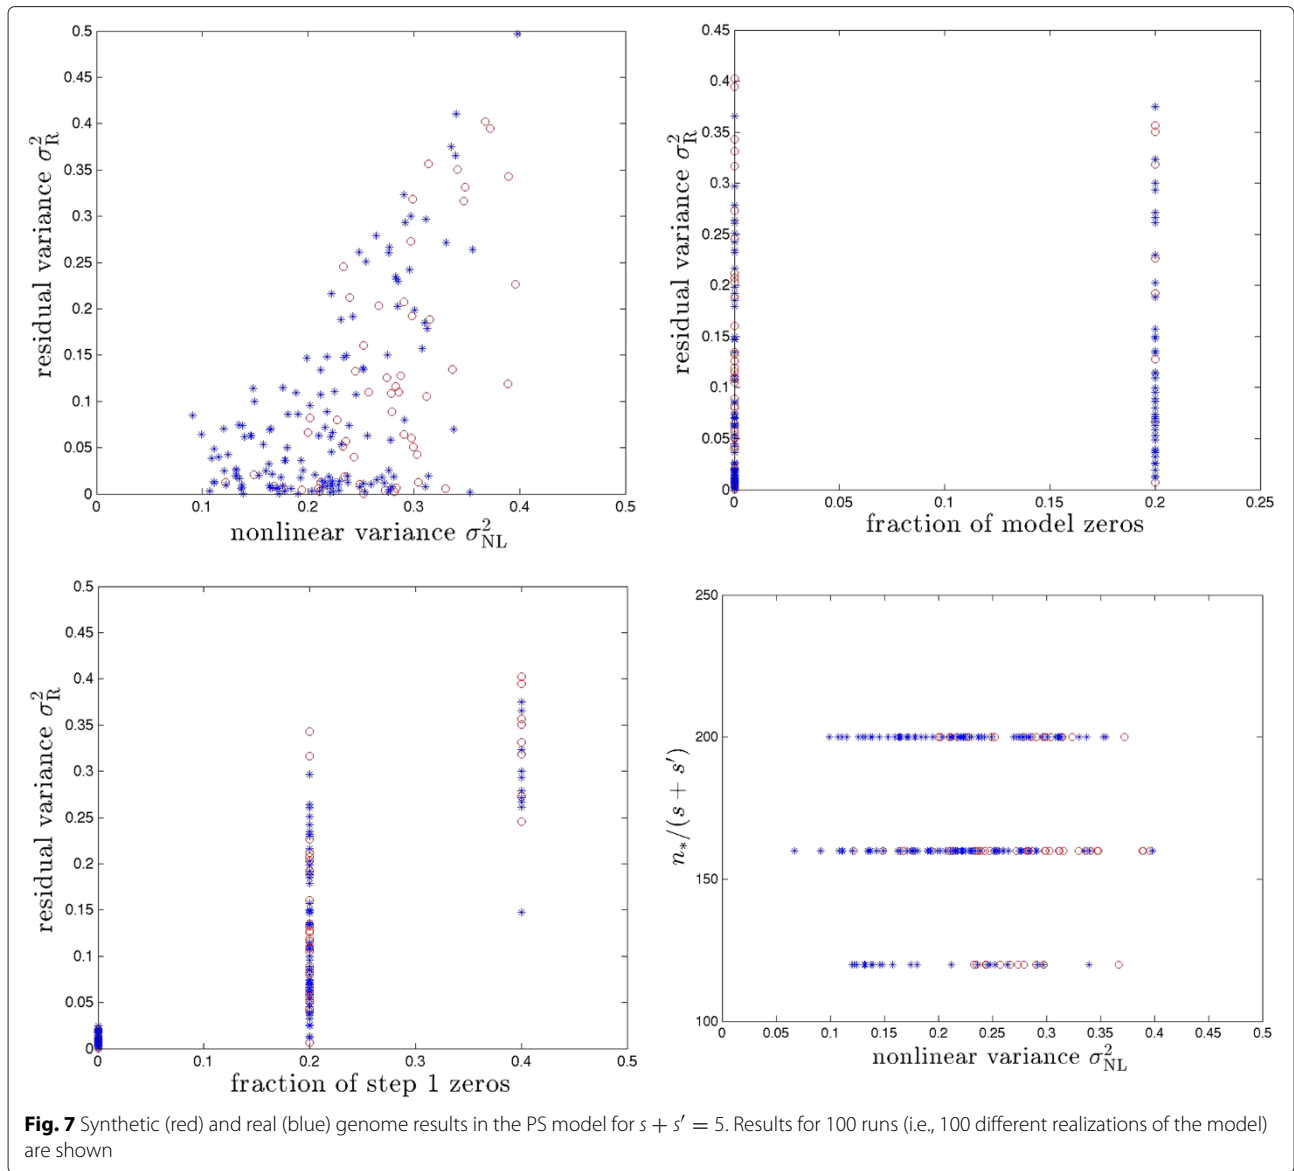 0.5
0.45
0.4
0.35
0.3
0.25
0.2
0.15
0.1
0.05
0
residual variance σ²_R
0 0.1 0.2 0.3 0.4 0.5
nonlinear variance σ²_NL
0.45
0.4
0.35
0.3
0.25
0.2
0.15
0.1
0.05
0
residual variance σ²_R
0 0.05 0.1 0.15 0.2 0.25
fraction of model zeros
0.5
0.45
0.4
0.35
0.3
0.25
0.2
0.15
0.1
0.05
0
residual variance σ²_R
0 0.1 0.2 0.3 0.4 0.5
fraction of step 1 zeros
250
200
150
100
n_*/(s + s′)
0 0.05 0.1 0.15 0.2 0.25 0.3 0.35 0.4 0.45 0.5
nonlinear variance σ²_NL
Fig. 7 Synthetic (red) and real (blue) genome results in the PS model for s + s′ = 5. Results for 100 runs (i.e., 100 different realizations of the model)
are shown